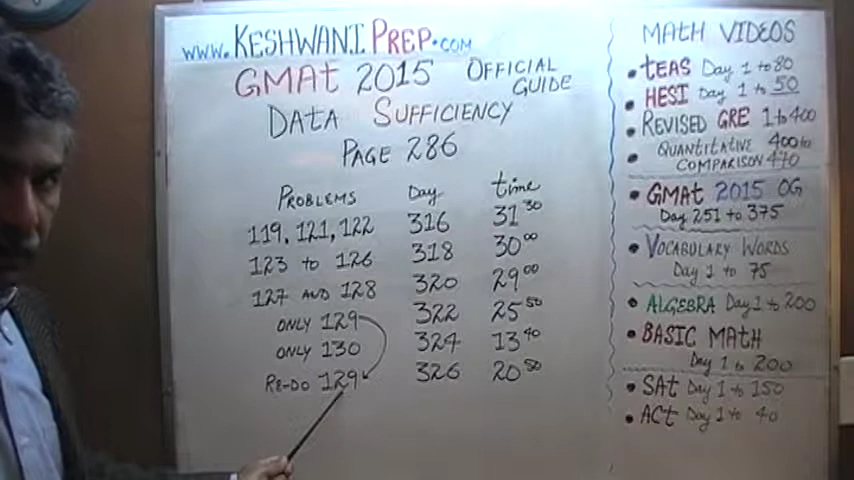 www.KESHWANIPREP.COM
GMAt 2015 OFFICIAL GUIDE
DATA SUFFICIENCY
PAGE 286
PROBLEMS Day time
119, 121, 122 316 31 30
123 to 126 318 30 00
127 AND 128 320 29 00
ONLY 129 322 25 50
ONLY 130 324 13 40
RE-DO 129 326 20 50
MATH VIDEOS
• tEAS Day 1 to 80
• HESI Day 1 to 50
• REVISED GRE 1 to 400
• QUANTITATIVE 400 to
COMPARISON 470
• GMAt 2015 OG
Day 251 to 375
• VOCABULARY WORDS
Day 1 to 75
• ALGEBRA Day 1 to 200
• BASIC MATH
Day 1 to 200
• SAt Day 1 to 150
• ACt Day 1 to 40